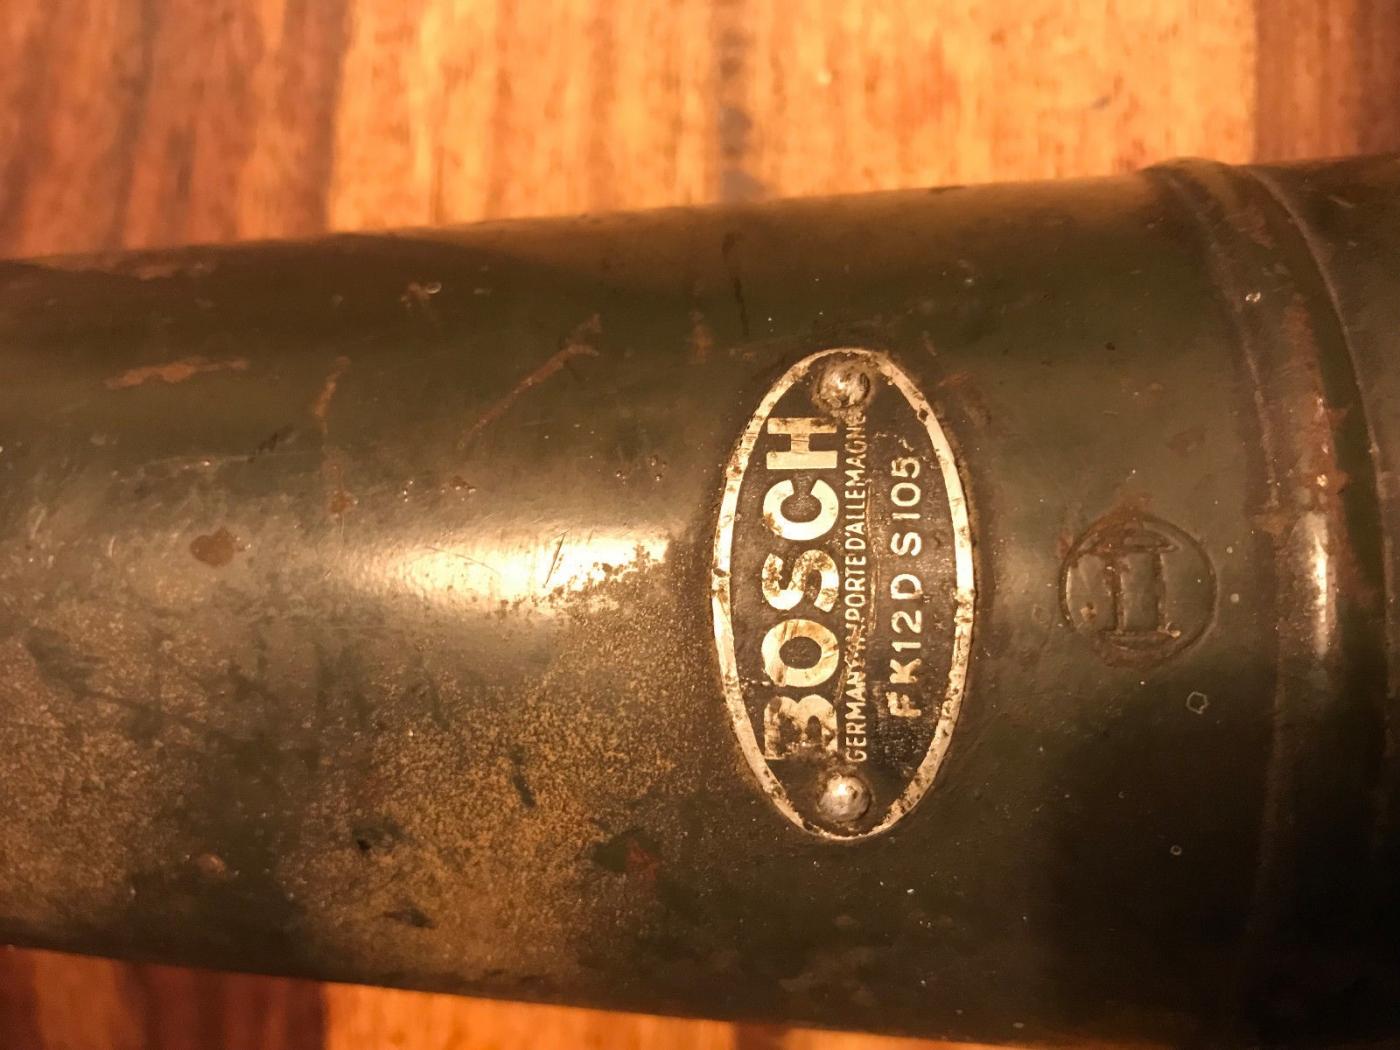 BOSCH
GERMANY IMPORTE D'ALLEMAGNE
FK12D S105
H